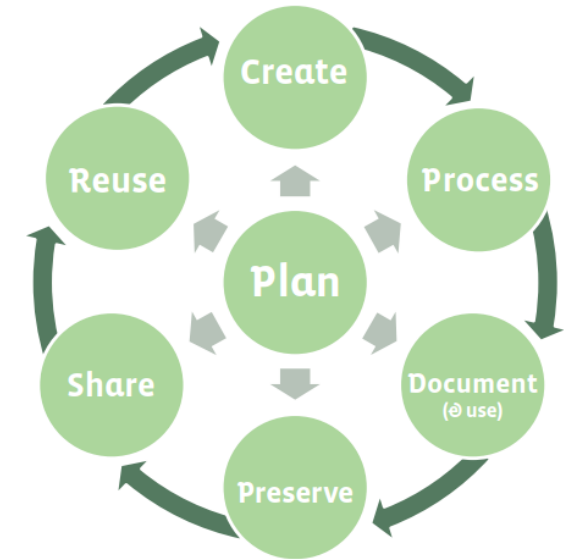 Create
Process
Document
(& use)
Preserve
Share
Reuse
Plan